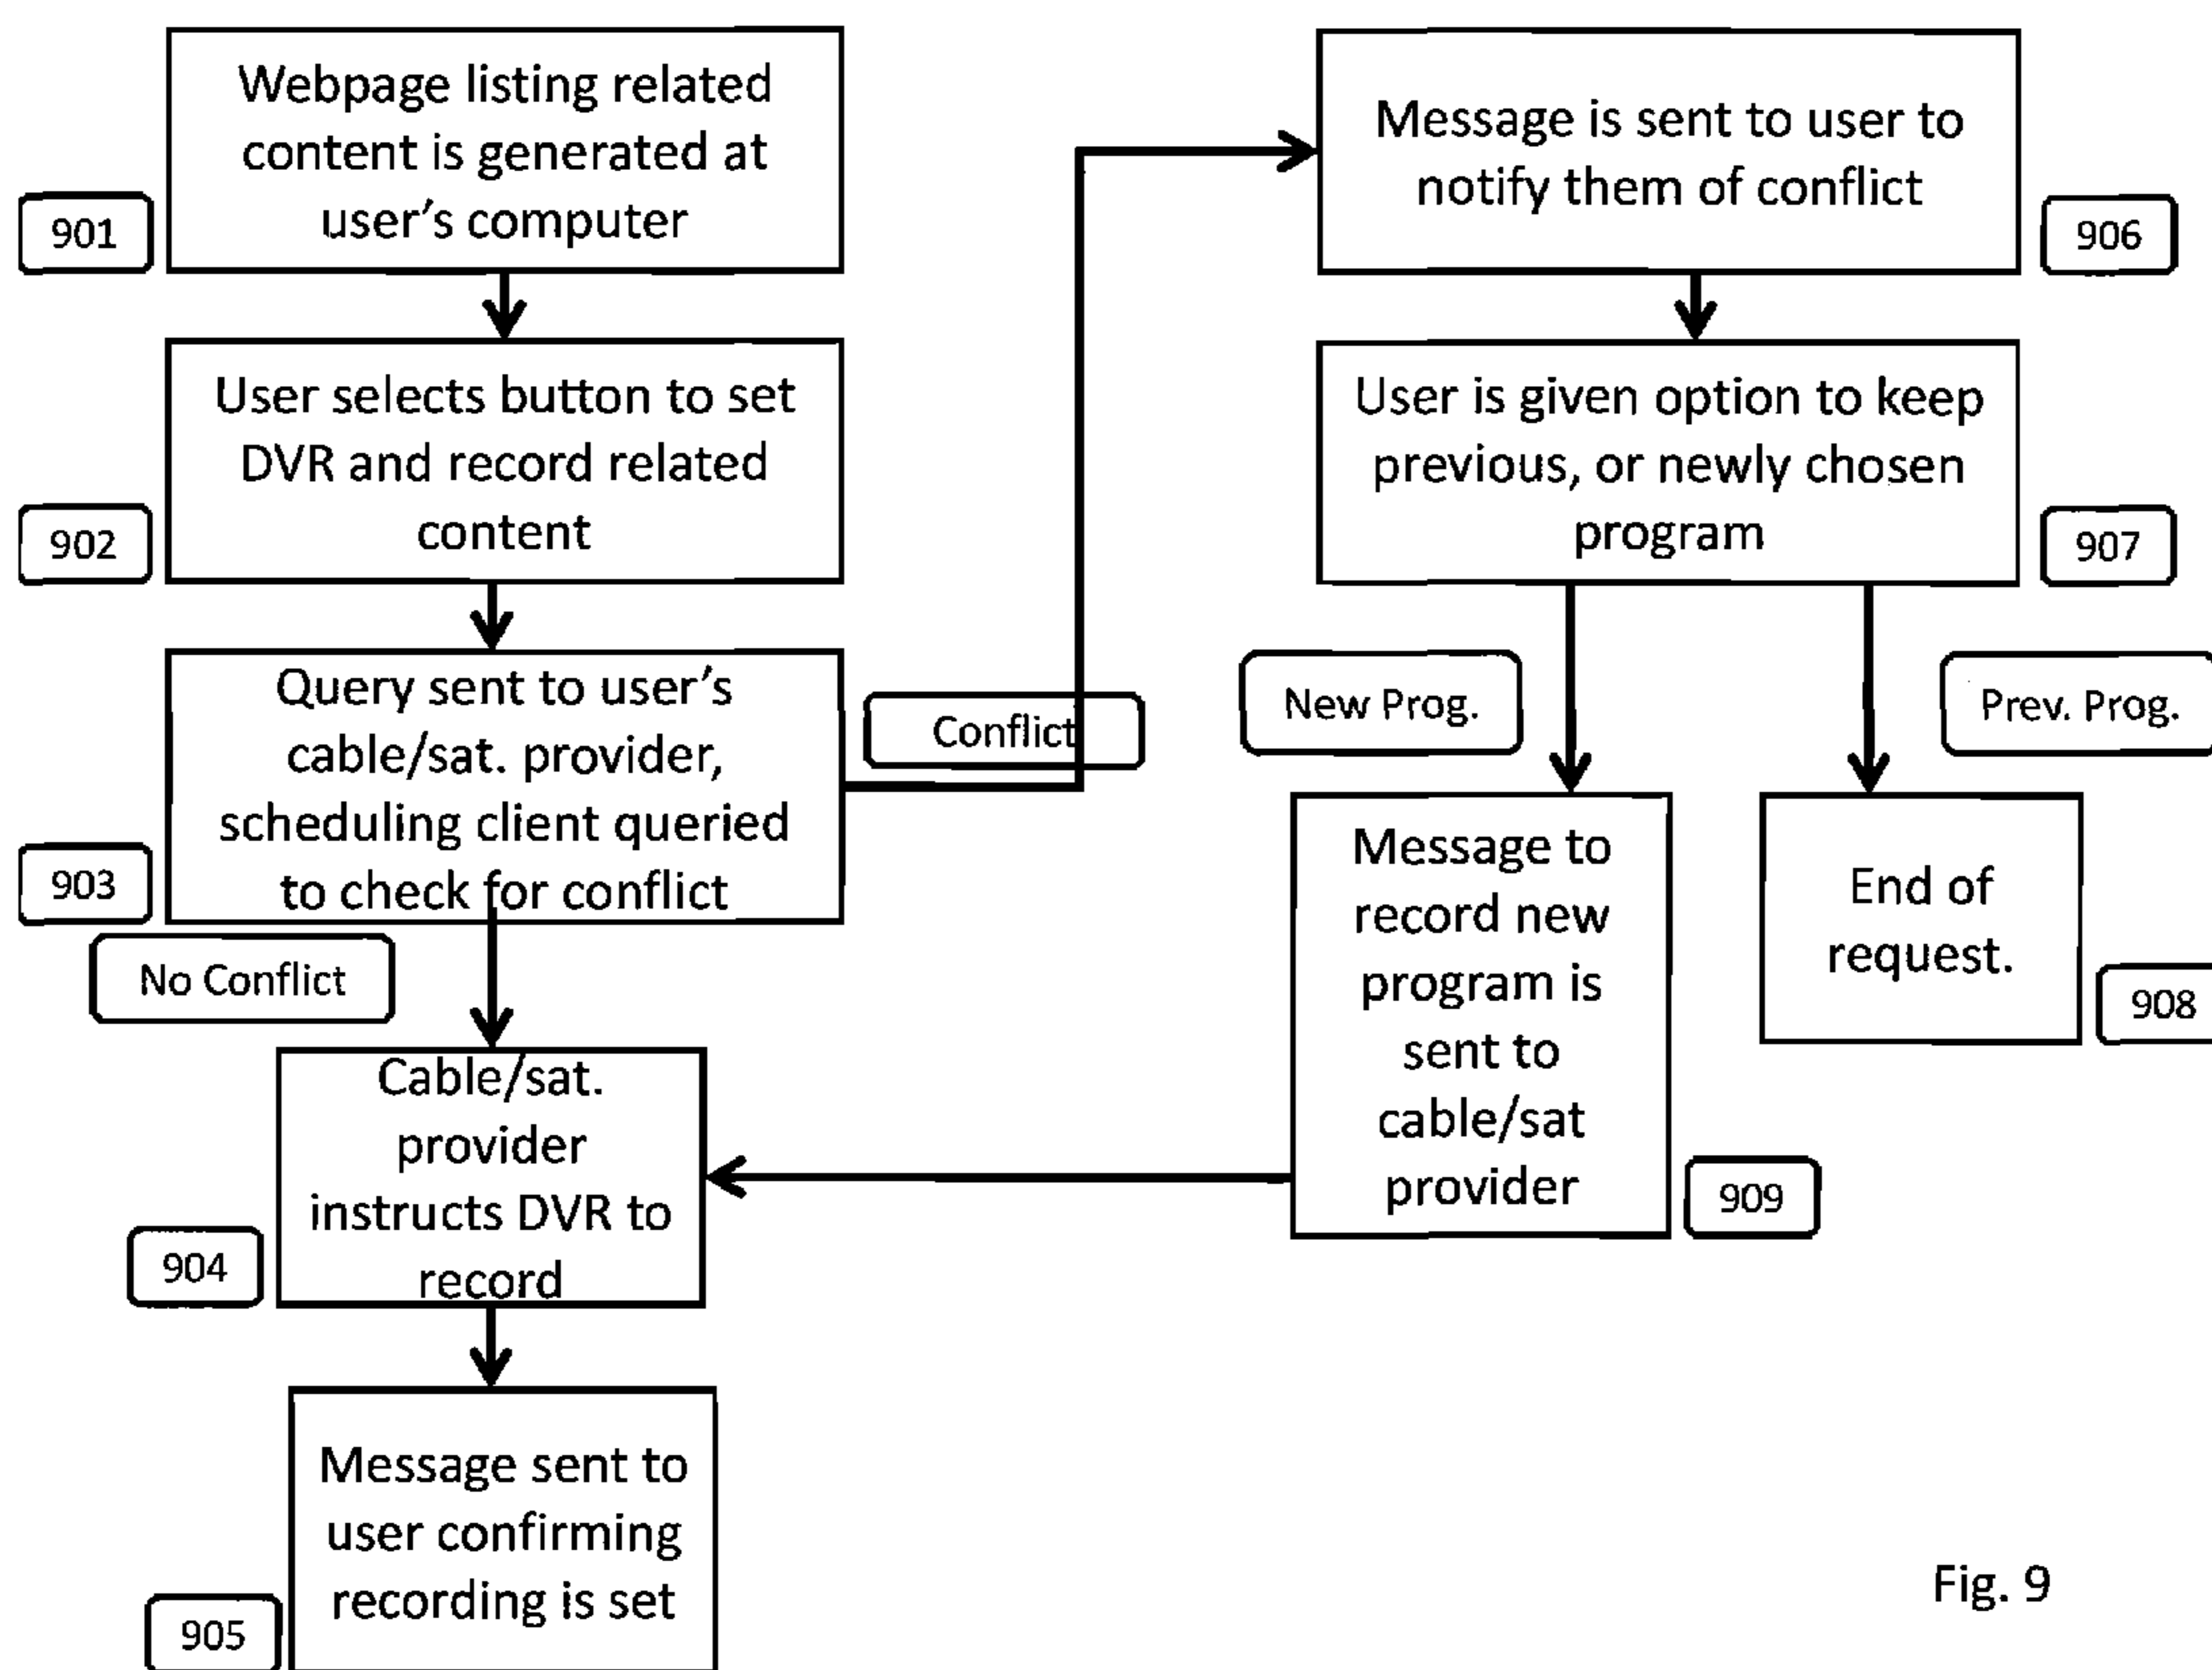 Webpage listing related
content is generated at
user's computer
901
User selects button to set
DVR and record related
content
902
Query sent to user's
cable/sat. provider,
scheduling client queried
to check for conflict
903
Conflict
No Conflict
Cable/sat.
provider
instructs DVR to
record
904
Message sent to
user confirming
recording is set
905
Message is sent to user to
notify them of conflict
906
User is given option to keep
previous, or newly chosen
program
907
New Prog.
Prev. Prog.
Message to
record new
program is
sent to
cable/sat
provider
909
End of
request.
908
Fig. 9